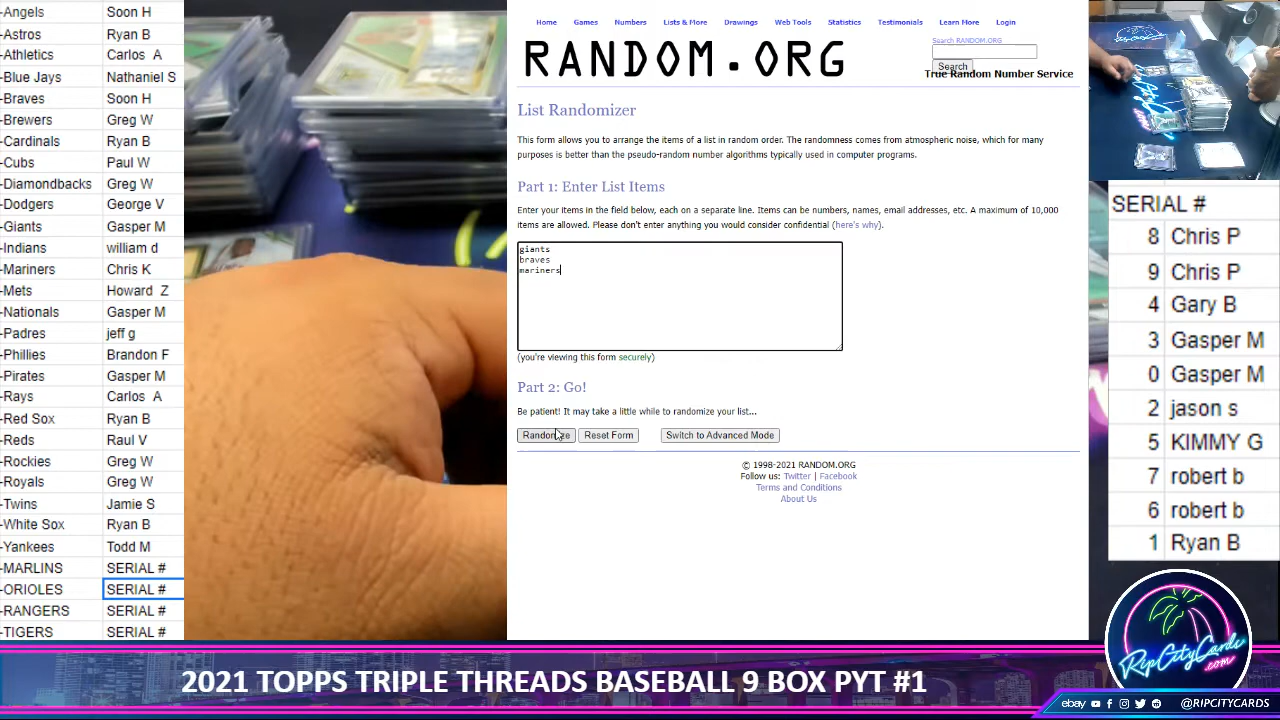 -Angels Soon H
-Astros Ryan B
-Athletics Carlos A
-Blue Jays Nathaniel S
-Braves Soon H
-Brewers Greg W
-Cardinals Ryan B
-Cubs Paul W
-Diamondbacks Greg W
-Dodgers George V
-Giants Gasper M
-Indians william d
-Mariners Chris K
-Mets Howard Z
-Nationals Gasper M
-Padres jeff g
-Phillies Brandon F
-Pirates Gasper M
-Rays Carlos A
-Red Sox Ryan B
-Reds Raul V
-Rockies Greg W
-Royals Greg W
-Twins Jamie S
-White Sox Ryan B
-Yankees Todd M
-MARLINS SERIAL #
-ORIOLES SERIAL #
-RANGERS SERIAL #
-TIGERS SERIAL #
Home Games Numbers Lists & More Drawings Web Tools Statistics Testimonials Learn More Login
RANDOM.ORG
Search RANDOM.ORG
Search
True Random Number Service
List Randomizer
This form allows you to arrange the items of a list in random order. The randomness comes from atmospheric noise, which for many
purposes is better than the pseudo-random number algorithms typically used in computer programs.
Part 1: Enter List Items
Enter your items in the field below, each on a separate line. Items can be numbers, names, email addresses, etc. A maximum of 10,000
items are allowed. Please don't enter anything you would consider confidential (here's why).
giants
braves
mariners
(you're viewing this form securely)
Part 2: Go!
Be patient! It may take a little while to randomize your list...
Randomize Reset Form Switch to Advanced Mode
© 1998-2021 RANDOM.ORG
Follow us: Twitter | Facebook
Terms and Conditions
About Us
SERIAL #
8 Chris P
9 Chris P
4 Gary B
3 Gasper M
0 Gasper M
2 jason s
5 KIMMY G
7 robert b
6 robert b
1 Ryan B
RipCityCards
.com
2021 TOPPS TRIPLE THREADS BASEBALL 9 BOX PYT #1
ebay @RIPCITYCARDS